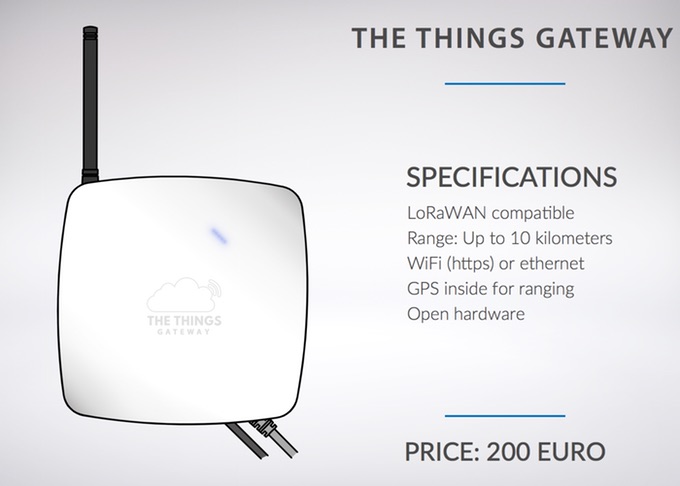 THE THINGS GATEWAY
SPECIFICATIONS
LoRaWAN compatible
Range: Up to 10 kilometers
WiFi (https) or ethernet
GPS inside for ranging
Open hardware
PRICE: 200 EURO
THE THINGS
GATEWAY